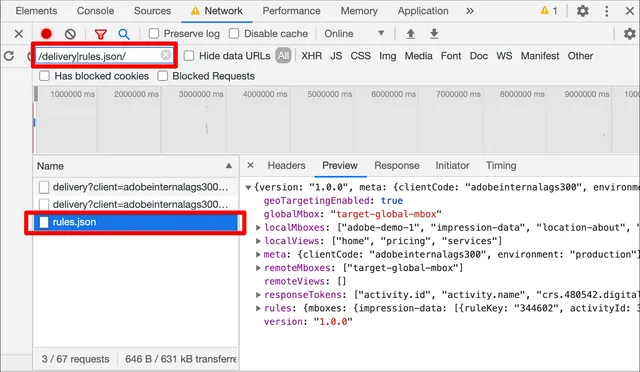 Elements Console Sources Network Performance Memory Application 1
Preserve log Disable cache Online
/delivery|rules.json/ Hide data URLs All XHR JS CSS Img Media Font Doc WS Manifest Other
Has blocked cookies Blocked Requests
1000000 ms 2000000 ms 3000000 ms 4000000 ms 5000000 ms 6000000 ms 7000000 ms 8000000 ms 9000000 ms 10
Name
delivery?client=adobeinternalags300...
delivery?client=adobeinternalags300...
rules.json
3 / 67 requests 646 B / 631 kB transferre
Headers Preview Response Initiator Timing
{version: "1.0.0", meta: {clientCode: "adobeinternalags300", environment
geoTargetingEnabled: true
globalMbox: "target-global-mbox"
localMboxes: ["adobe-demo-1", "impression-data", "location-about", "
localViews: ["home", "pricing", "services"]
meta: {clientCode: "adobeinternalags300", environment: "production"}
remoteMboxes: ["target-global-mbox"]
remoteViews: []
responseTokens: ["activity.id", "activity.name", "crs.480542.digital
rules: {mboxes: {impression-data: [{ruleKey: "344602", activityId: 3
version: "1.0.0"